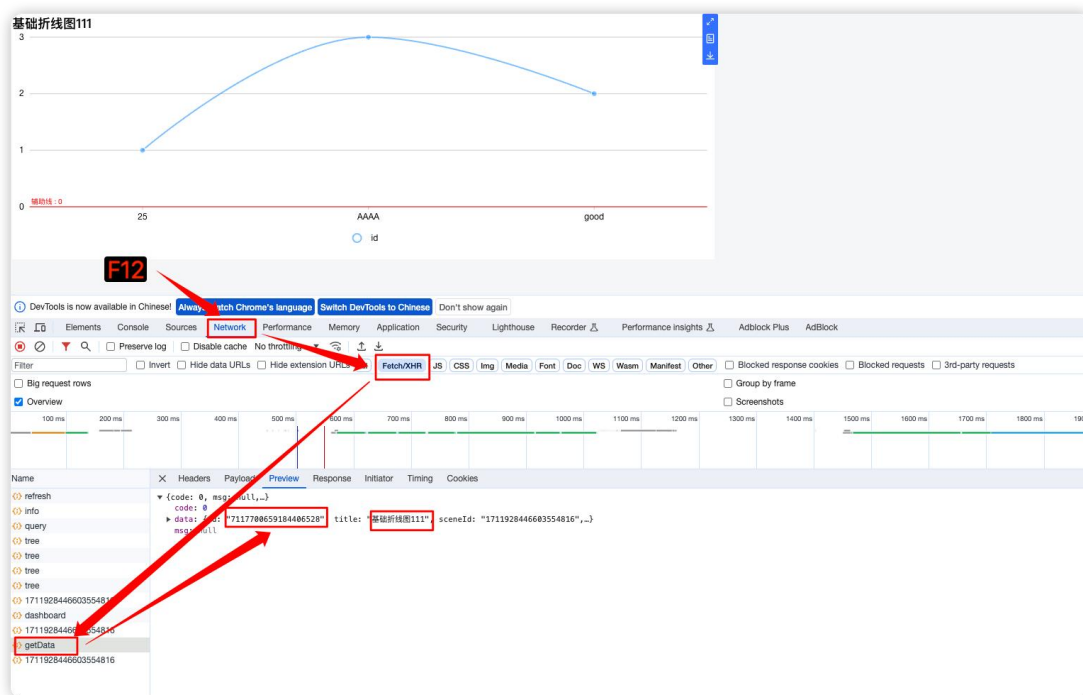 基础折线图111
3
2
1
0
辅助线 : 0
25 AAAA good
id
F12
DevTools is now available in Chinese! Always match Chrome's language Switch DevTools to Chinese Don't show again
Elements Console Sources Network Performance Memory Application Security Lighthouse Recorder Performance insights Adblock Plus AdBlock
Preserve log Disable cache No throttling
Filter Invert Hide data URLs Hide extension URLs Fetch/XHR JS CSS Img Media Font Doc WS Wasm Manifest Other Blocked response cookies Blocked requests 3rd-party requests
Big request rows Group by frame
Overview Screenshots
100 ms 200 ms 300 ms 400 ms 500 ms 600 ms 700 ms 800 ms 900 ms 1000 ms 1100 ms 1200 ms 1300 ms 1400 ms 1500 ms 1600 ms 1700 ms 1800 ms
Name Headers Payload Preview Response Initiator Timing Cookies
refresh {code: 0, msg: null,…}
info code: 0
query data: { "7117700659184406528" title: "基础折线图111", sceneId: "1711928446603554816",…}
tree msg: null
tree
tree
tree
1711928446603554816
dashboard
1711928446603554816
getData
1711928446603554816